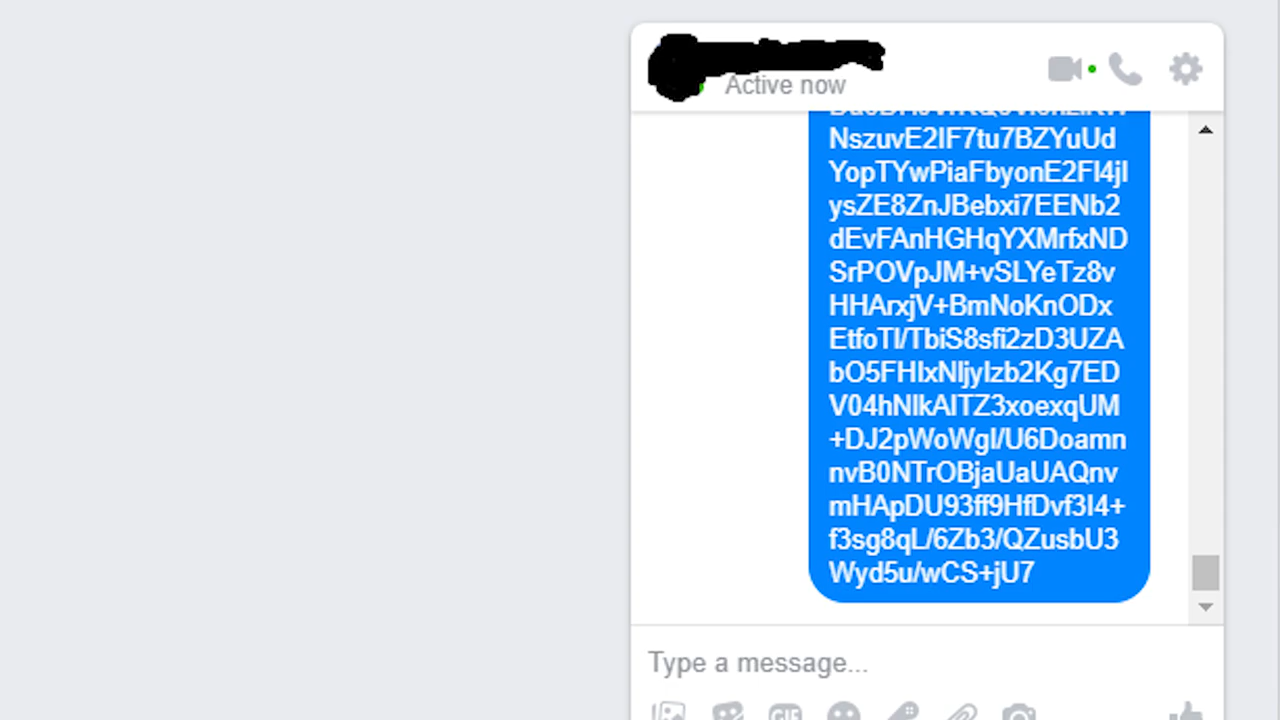 Active now
NszuvE2IF7tu7BZYuUd
YopTYwPiaFbyonE2FI4jI
ysZE8ZnJBebxi7EENb2
dEvFAnHGHqYXMrfxND
SrPOVpJM+vSLYeTz8v
HHArxjV+BmNoKnODx
EtfoTI/TbiS8sfi2zD3UZA
bO5FHIxNIjyIzb2Kg7ED
V04hNIkAITZ3xoexqUM
+DJ2pWoWgI/U6Doamn
nvB0NTrOBjaUaUAQnv
mHApDU93ff9HfDvf3I4+
f3sg8qL/6Zb3/QZusbU3
Wyd5u/wCS+jU7
Type a message...
GIF